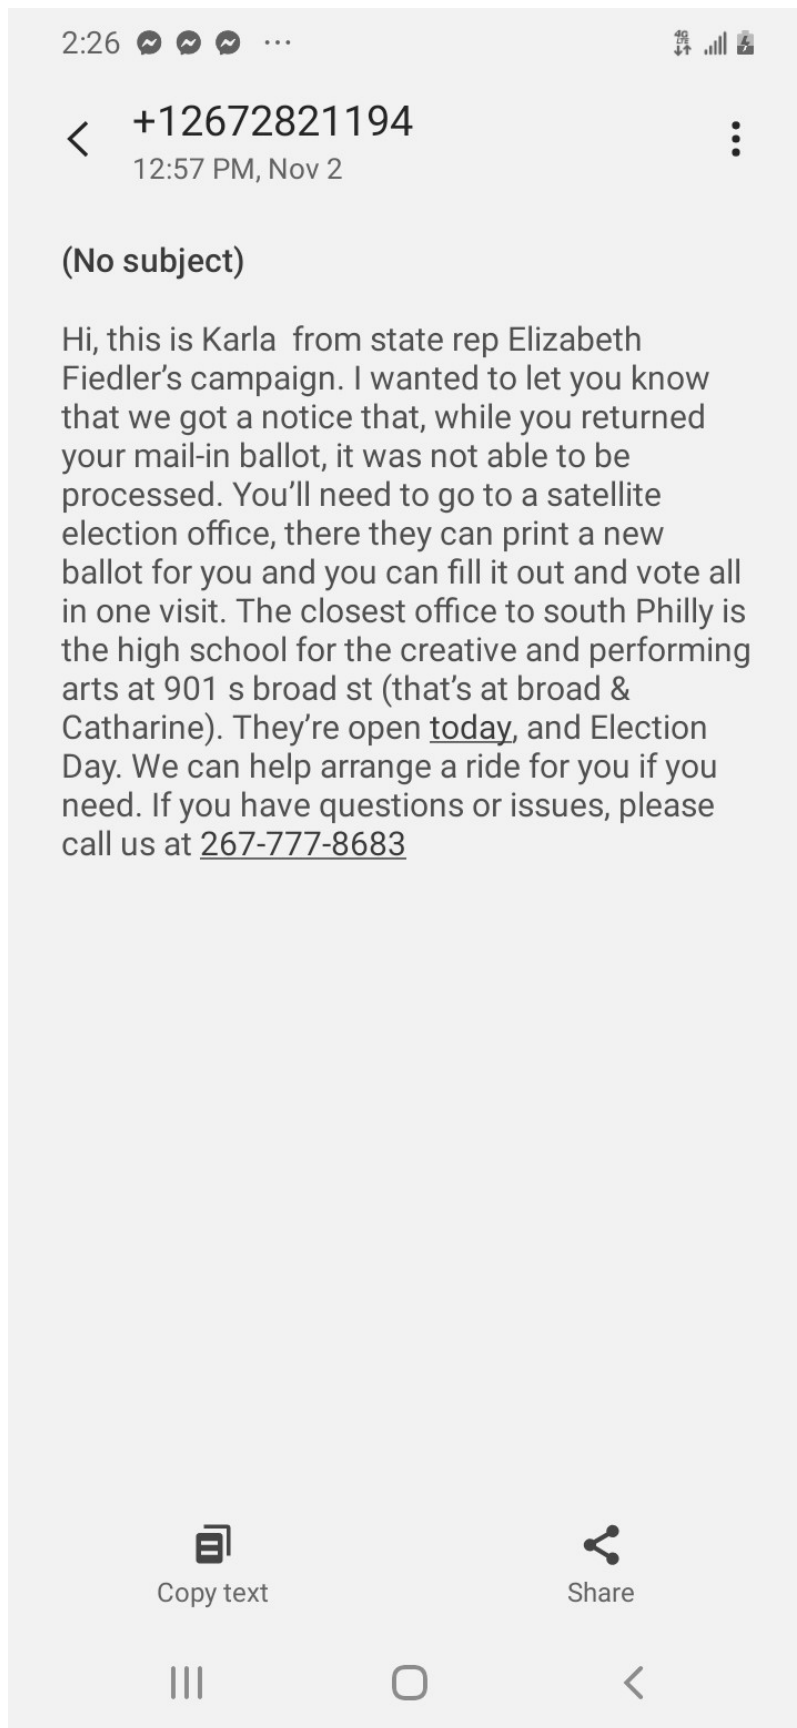 2:26 ...
4G LTE
+12672821194
12:57 PM, Nov 2
(No subject)
Hi, this is Karla  from state rep Elizabeth
Fiedler’s campaign. I wanted to let you know
that we got a notice that, while you returned
your mail-in ballot, it was not able to be
processed. You’ll need to go to a satellite
election office, there they can print a new
ballot for you and you can fill it out and vote all
in one visit. The closest office to south Philly is
the high school for the creative and performing
arts at 901 s broad st (that’s at broad &
Catharine). They’re open today, and Election
Day. We can help arrange a ride for you if you
need. If you have questions or issues, please
call us at 267-777-8683
Copy text
Share